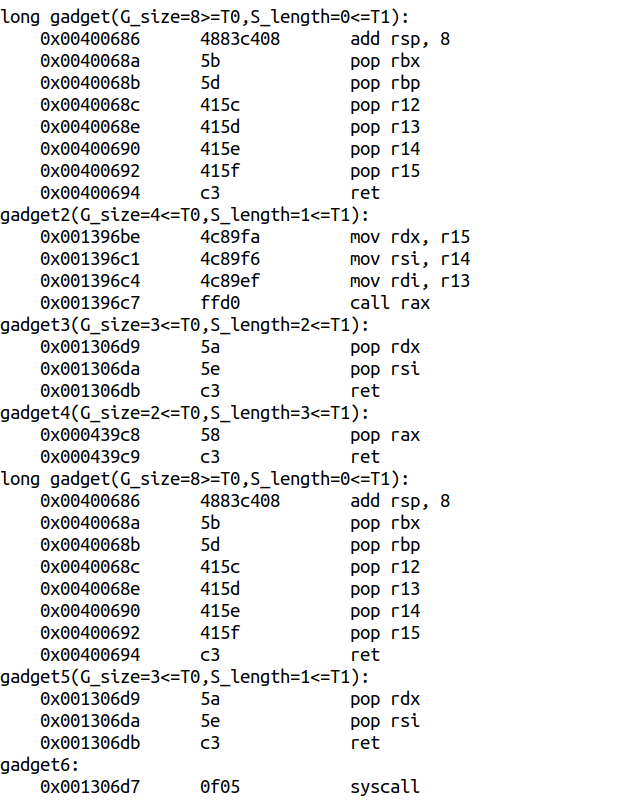 long gadget(G_size=8>=T0,S_length=0<=T1):
0x00400686 4883c408 add rsp, 8
0x0040068a 5b pop rbx
0x0040068b 5d pop rbp
0x0040068c 415c pop r12
0x0040068e 415d pop r13
0x00400690 415e pop r14
0x00400692 415f pop r15
0x00400694 c3 ret
gadget2(G_size=4<=T0,S_length=1<=T1):
0x001396be 4c89fa mov rdx, r15
0x001396c1 4c89f6 mov rsi, r14
0x001396c4 4c89ef mov rdi, r13
0x001396c7 ffd0 call rax
gadget3(G_size=3<=T0,S_length=2<=T1):
0x001306d9 5a pop rdx
0x001306da 5e pop rsi
0x001306db c3 ret
gadget4(G_size=2<=T0,S_length=3<=T1):
0x000439c8 58 pop rax
0x000439c9 c3 ret
long gadget(G_size=8>=T0,S_length=0<=T1):
0x00400686 4883c408 add rsp, 8
0x0040068a 5b pop rbx
0x0040068b 5d pop rbp
0x0040068c 415c pop r12
0x0040068e 415d pop r13
0x00400690 415e pop r14
0x00400692 415f pop r15
0x00400694 c3 ret
gadget5(G_size=3<=T0,S_length=1<=T1):
0x001306d9 5a pop rdx
0x001306da 5e pop rsi
0x001306db c3 ret
gadget6:
0x001306d7 0f05 syscall